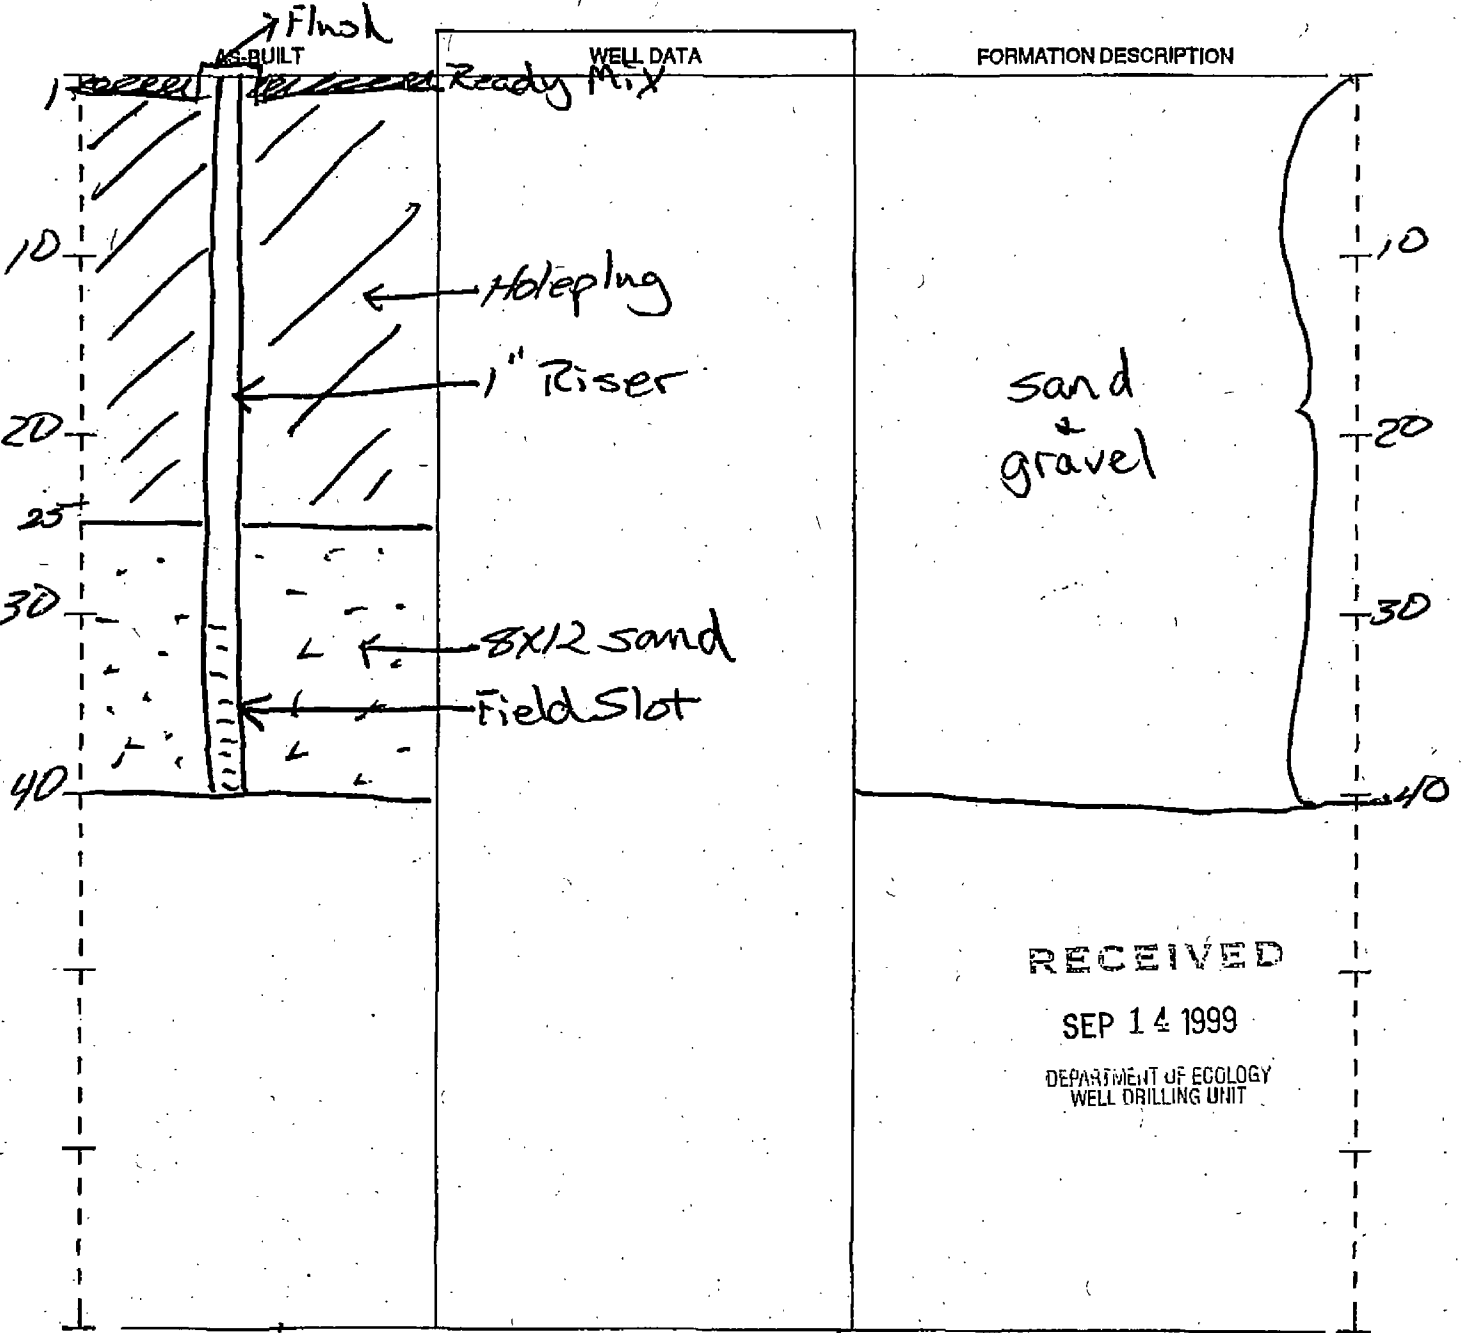 Flush
AS-BUILT
WELL DATA
FORMATION DESCRIPTION
1
Ready Mix
10
10
Holeplug
1" Riser
sand
&
gravel
20
20
25
30
30
8x12 sand
Field Slot
40
40
RECEIVED
SEP 14 1999
DEPARTMENT OF ECOLOGY
WELL DRILLING UNIT